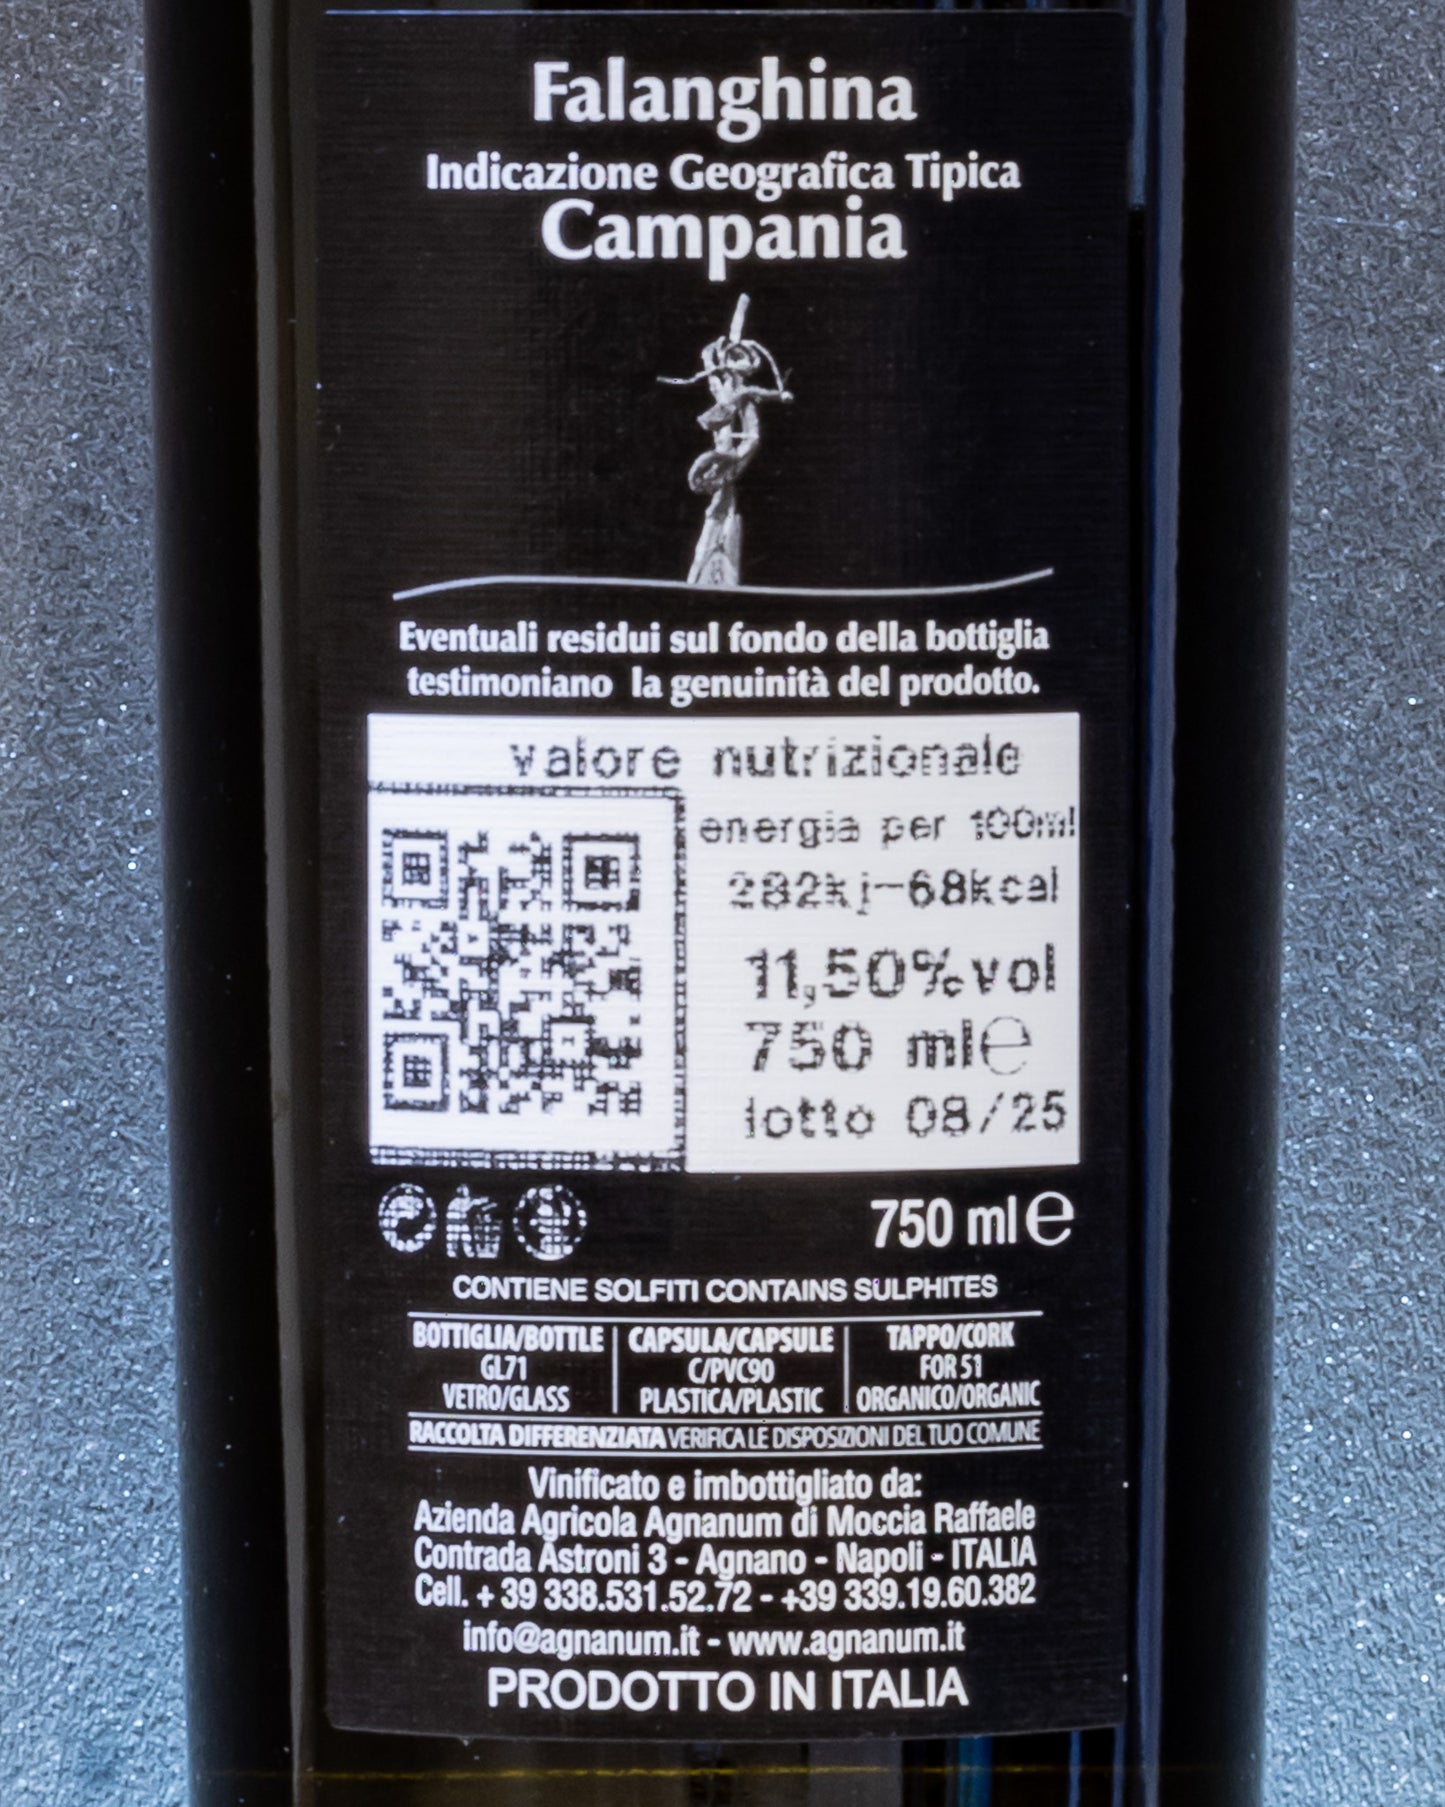 Falanghina
Indicazione Geografica Tipica
Campania
Eventuali residui sul fondo della bottiglia
testimoniano la genuinità del prodotto.
valore nutrizionale
energia per 100ml
282kj-68kcal
11,50%vol
750 ml e
lotto 08/25
750 ml e
CONTIENE SOLFITI CONTAINS SULPHITES
BOTTIGLIA/BOTTLE CAPSULA/CAPSULE TAPPO/CORK
GL71 C/PVC90 FOR 51
VETRO/GLASS PLASTICA/PLASTIC ORGANICO/ORGANIC
RACCOLTA DIFFERENZIATA VERIFICA LE DISPOSIZIONI DEL TUO COMUNE
Vinificato e imbottigliato da:
Azienda Agricola Agnanum di Moccia Raffaele
Contrada Astroni 3 - Agnano - Napoli - ITALIA
Cell. + 39 338.531.52.72 - +39 339.19.60.382
info@agnanum.it - www.agnanum.it
PRODOTTO IN ITALIA